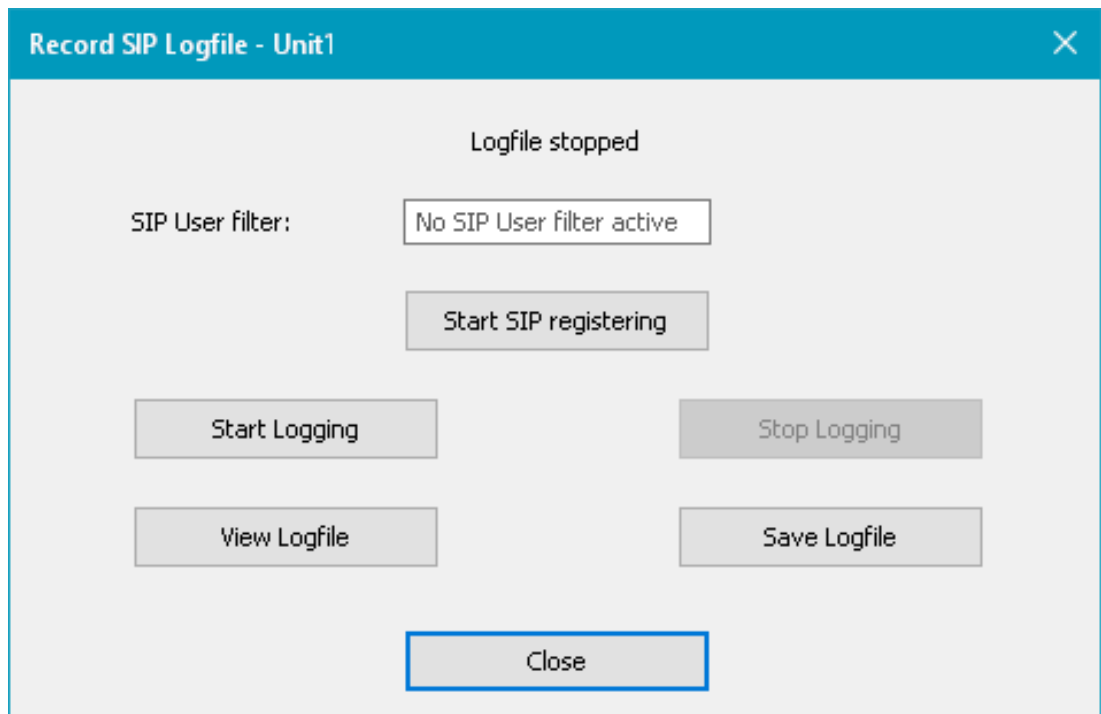 Record SIP Logfile - Unit1
Logfile stopped
SIP User filter: No SIP User filter active
Start SIP registering
Start Logging Stop Logging
View Logfile Save Logfile
Close